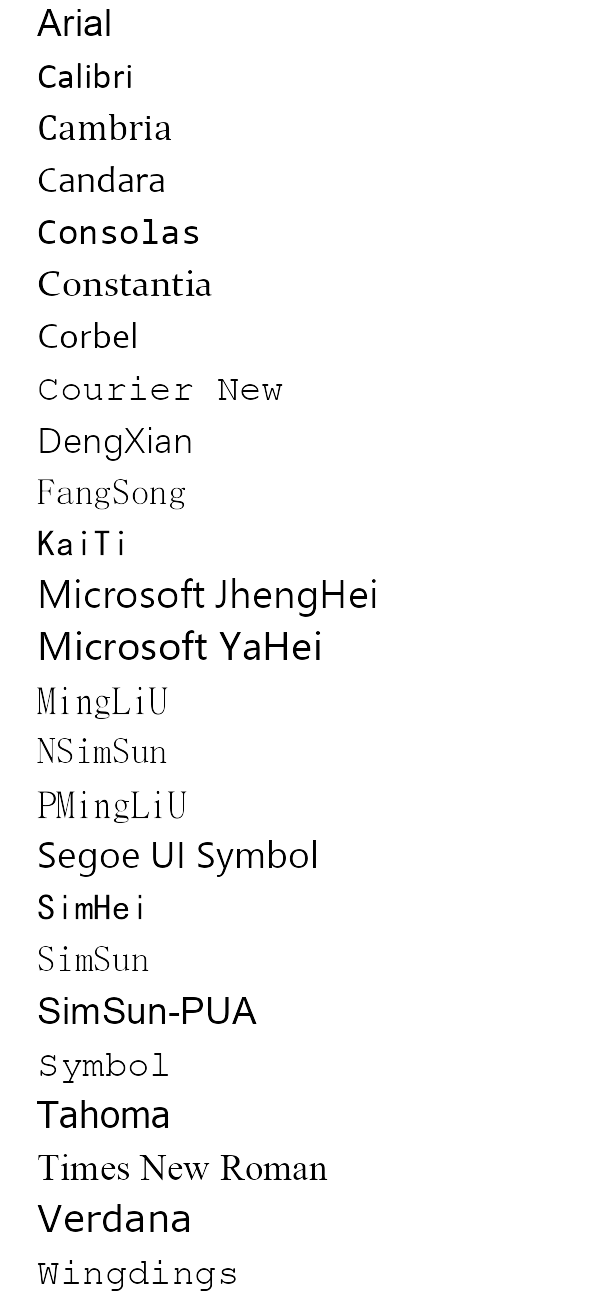 Arial
Calibri
Cambria
Candara
Consolas
Constantia
Corbel
Courier New
DengXian
FangSong
KaiTi
Microsoft JhengHei
Microsoft YaHei
MingLiU
NSimSun
PMingLiU
Segoe UI Symbol
SimHei
SimSun
SimSun-PUA
Symbol
Tahoma
Times New Roman
Verdana
Wingdings